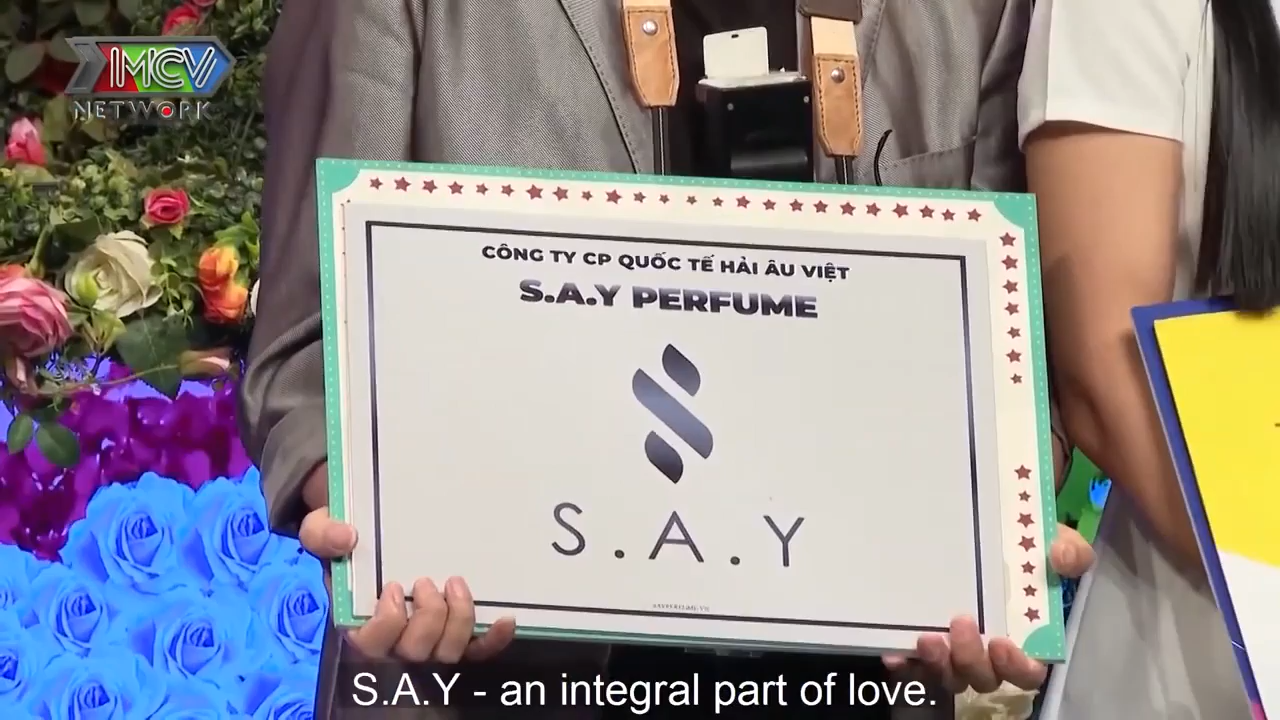 MCV
NETWORK
CÔNG TY CP QUỐC TẾ HẢI ÂU VIỆT
S.A.Y PERFUME
S.A.Y
S.A.Y - an integral part of love.